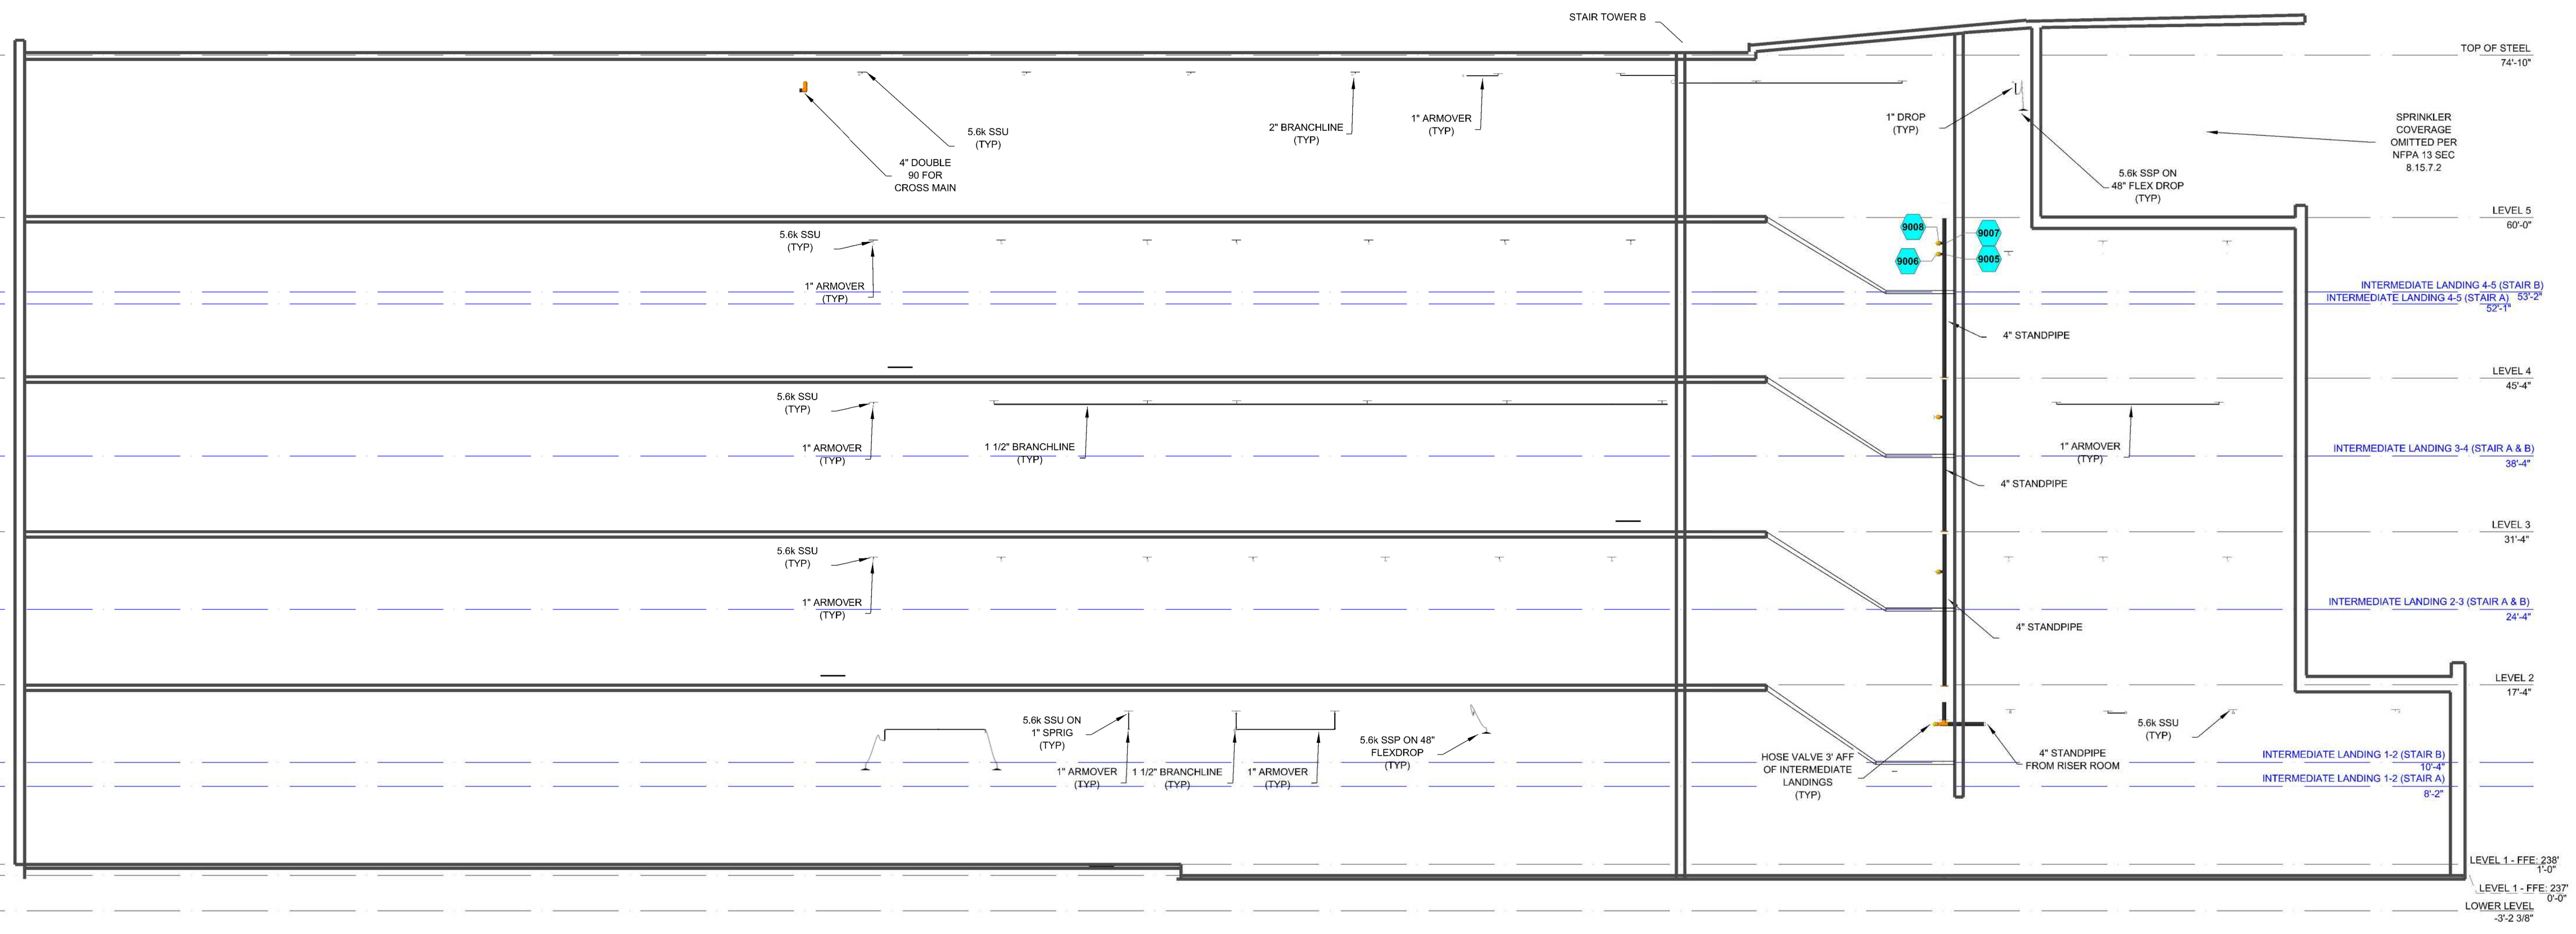 STAIR TOWER B
TOP OF STEEL
74'-10"
5.6k SSU
(TYP)
4" DOUBLE
90 FOR
CROSS MAIN
2" BRANCHLINE
(TYP)
1" ARMOVER
(TYP)
1" DROP
(TYP)
5.6k SSP ON
48" FLEX DROP
(TYP)
SPRINKLER
COVERAGE
OMITTED PER
NFPA 13 SEC
8.15.7.2
LEVEL 5
60'-0"
5.6k SSU
(TYP)
1" ARMOVER
(TYP)
9008
9007
9006
9005
INTERMEDIATE LANDING 4-5 (STAIR B)
53'-2"
INTERMEDIATE LANDING 4-5 (STAIR A)
52'-1"
4" STANDPIPE
LEVEL 4
45'-4"
5.6k SSU
(TYP)
1" ARMOVER
(TYP)
1 1/2" BRANCHLINE
(TYP)
1" ARMOVER
(TYP)
INTERMEDIATE LANDING 3-4 (STAIR A & B)
38'-4"
4" STANDPIPE
LEVEL 3
31'-4"
5.6k SSU
(TYP)
1" ARMOVER
(TYP)
INTERMEDIATE LANDING 2-3 (STAIR A & B)
24'-4"
4" STANDPIPE
LEVEL 2
17'-4"
5.6k SSU ON
1" SPRIG
(TYP)
1" ARMOVER
(TYP)
1 1/2" BRANCHLINE
(TYP)
1" ARMOVER
(TYP)
5.6k SSP ON 48"
FLEXDROP
(TYP)
HOSE VALVE 3' AFF
OF INTERMEDIATE
LANDINGS
(TYP)
4" STANDPIPE
FROM RISER ROOM
5.6k SSU
(TYP)
INTERMEDIATE LANDING 1-2 (STAIR B)
10'-4"
INTERMEDIATE LANDING 1-2 (STAIR A)
8'-2"
LEVEL 1 - FFE: 238'
1'-0"
LEVEL 1 - FFE: 237'
0'-0"
LOWER LEVEL
-3'-2 3/8"